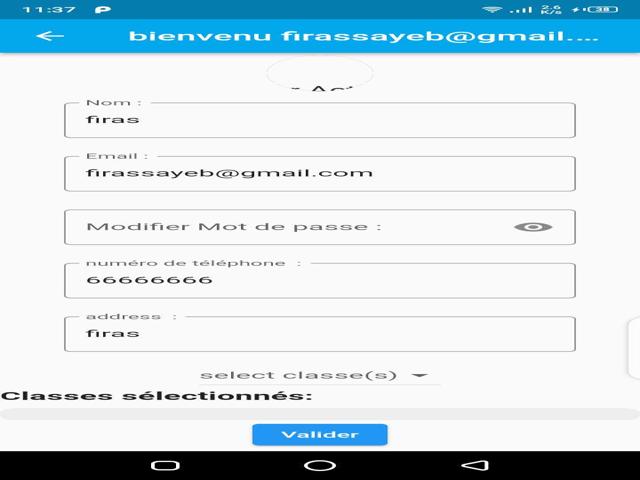 11:37
2.6
K/s
38
bienvenu firassayeb@gmail....
Nom :
firas
Email :
firassayeb@gmail.com
Modifier Mot de passe :
numéro de téléphone :
66666666
address :
firas
select classe(s)
Classes sélectionnés:
Valider